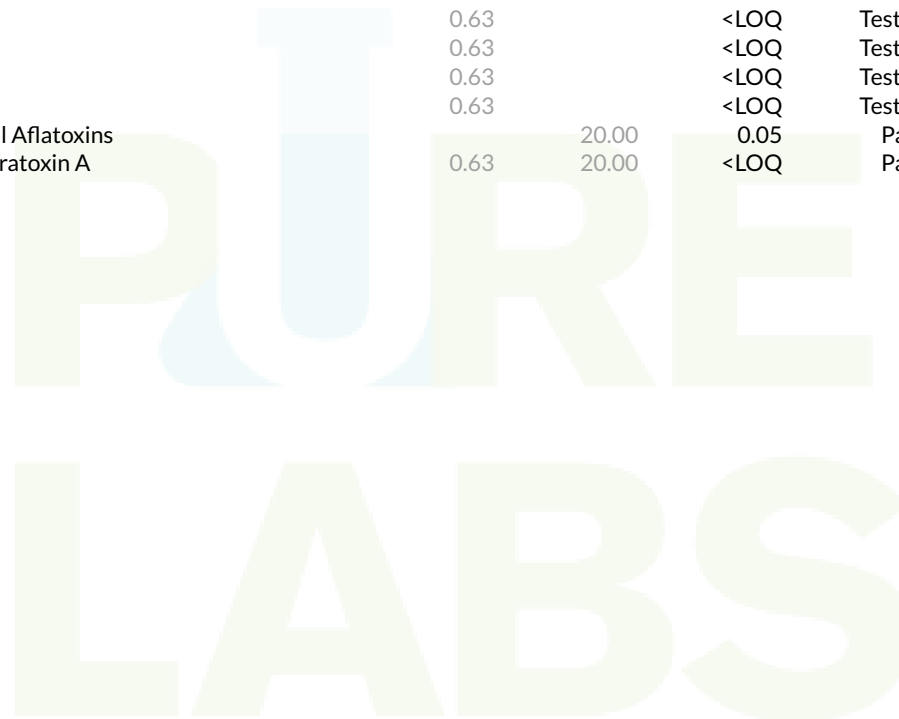 0.63 <LOQ Test
0.63 <LOQ Test
0.63 <LOQ Test
0.63 <LOQ Test
l Aflatoxins 20.00 0.05 Pa
ratoxin A 0.63 20.00 <LOQ Pa
PURE
LABS